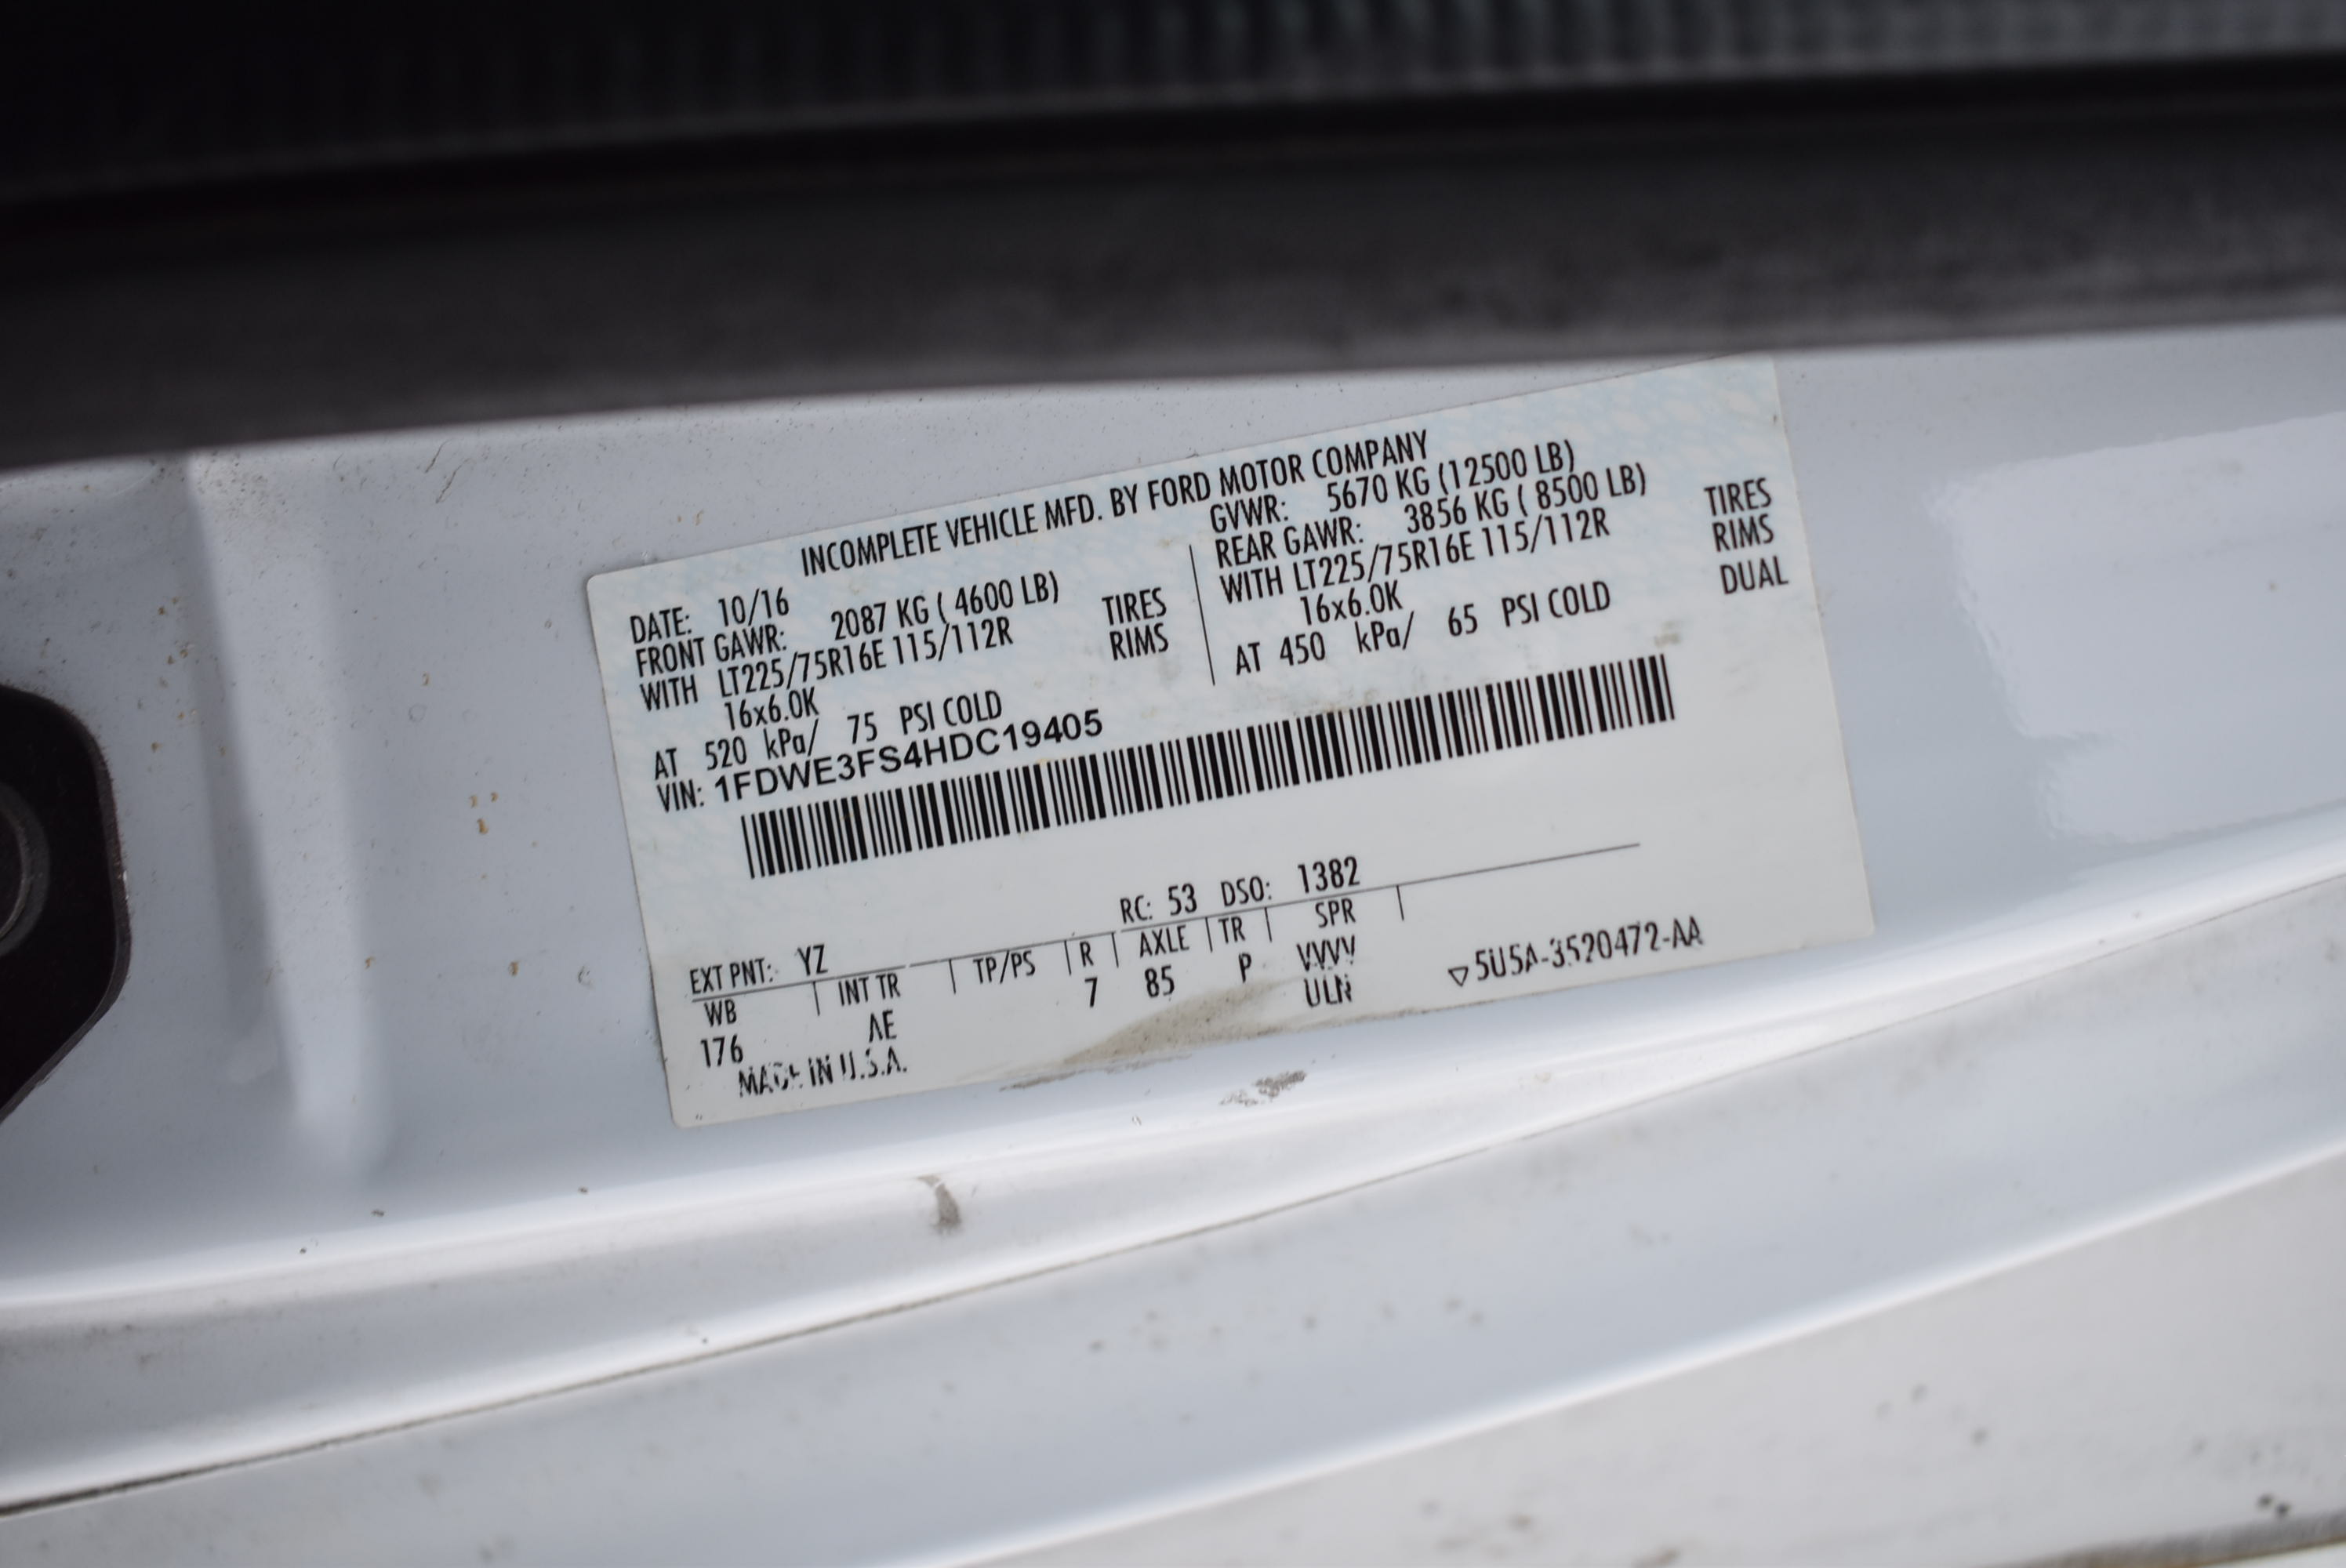 INCOMPLETE VEHICLE MFD. BY FORD MOTOR COMPANY
DATE: 10/16
GVWR: 5670 KG (12500 LB)
FRONT GAWR: 2087 KG ( 4600 LB)
REAR GAWR: 3856 KG ( 8500 LB)
WITH LT225/75R16E 115/112R TIRES
WITH LT225/75R16E 115/112R TIRES
16x6.0K RIMS
16x6.0K RIMS
AT 520 kPa/ 75 PSI COLD
AT 450 kPa/ 65 PSI COLD DUAL
VIN: 1FDWE3FS4HDC19405
EXT PNT: YZ RC: 53 DSO: 1382
WB INT TR TP/PS R AXLE TR SPR
176 AE 7 85 P VVVV
ULN
MADE IN U.S.A.
▽5U5A-3520472-AA